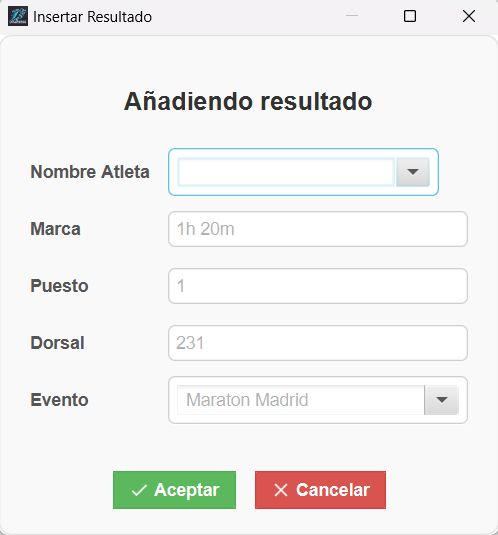 Insertar Resultado
Añadiendo resultado
Nombre Atleta
Marca 1h 20m
Puesto 1
Dorsal 231
Evento Maraton Madrid
Aceptar Cancelar